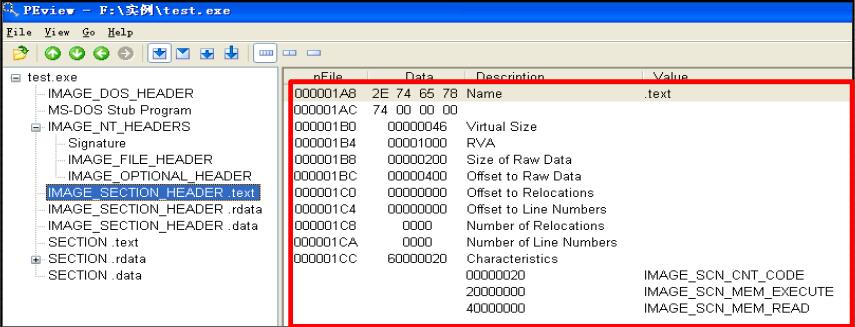 PEview - F:\实例\test.exe
File View Go Help
test.exe
IMAGE_DOS_HEADER
MS-DOS Stub Program
IMAGE_NT_HEADERS
Signature
IMAGE_FILE_HEADER
IMAGE_OPTIONAL_HEADER
IMAGE_SECTION_HEADER .text
IMAGE_SECTION_HEADER .rdata
IMAGE_SECTION_HEADER .data
SECTION .text
SECTION .rdata
SECTION .data
pFile Data Description Value
000001A8 2E 74 65 78 Name .text
000001AC 74 00 00 00
000001B0 00000046 Virtual Size
000001B4 00001000 RVA
000001B8 00000200 Size of Raw Data
000001BC 00000400 Offset to Raw Data
000001C0 00000000 Offset to Relocations
000001C4 00000000 Offset to Line Numbers
000001C8 0000 Number of Relocations
000001CA 0000 Number of Line Numbers
000001CC 60000020 Characteristics
00000020 IMAGE_SCN_CNT_CODE
20000000 IMAGE_SCN_MEM_EXECUTE
40000000 IMAGE_SCN_MEM_READ